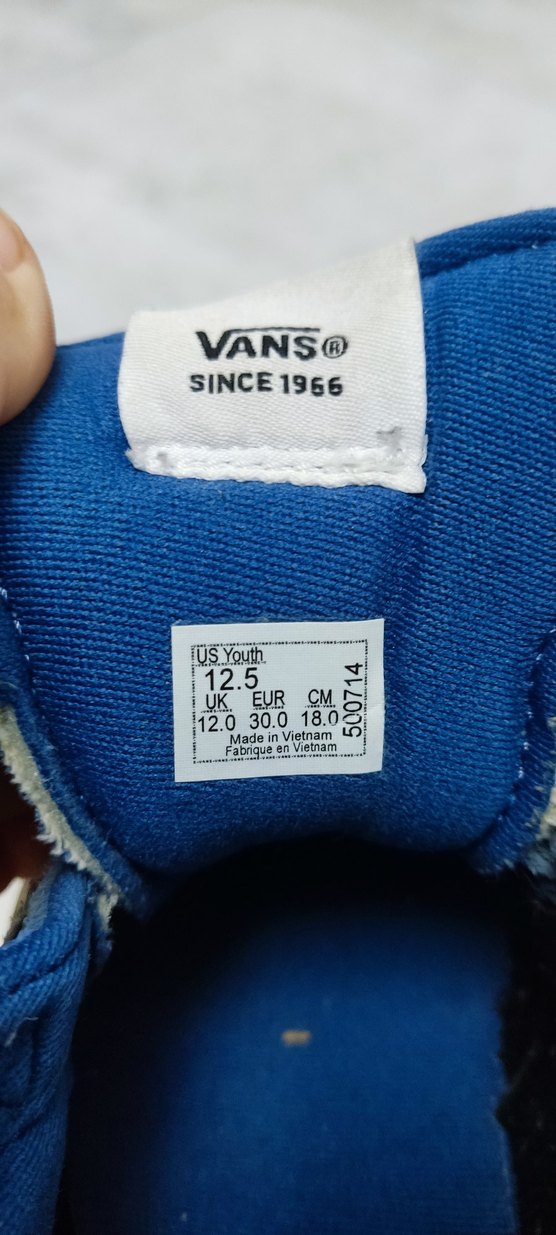 VANS®
SINCE 1966
US Youth
12.5
UK EUR CM
12.0 30.0 18.0
Made in Vietnam
Fabrique en Vietnam
500714